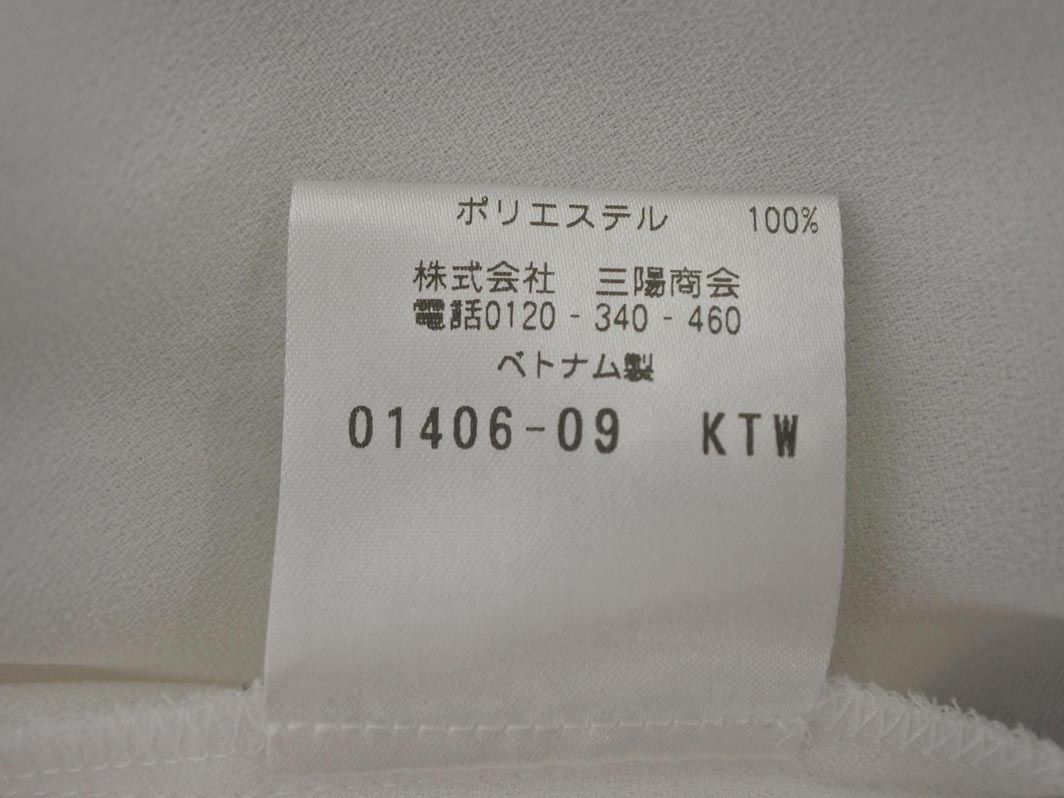 ポリエステル 100%
株式会社 三陽商会
電話0120-340-460
ベトナム製
01406-09 KTW